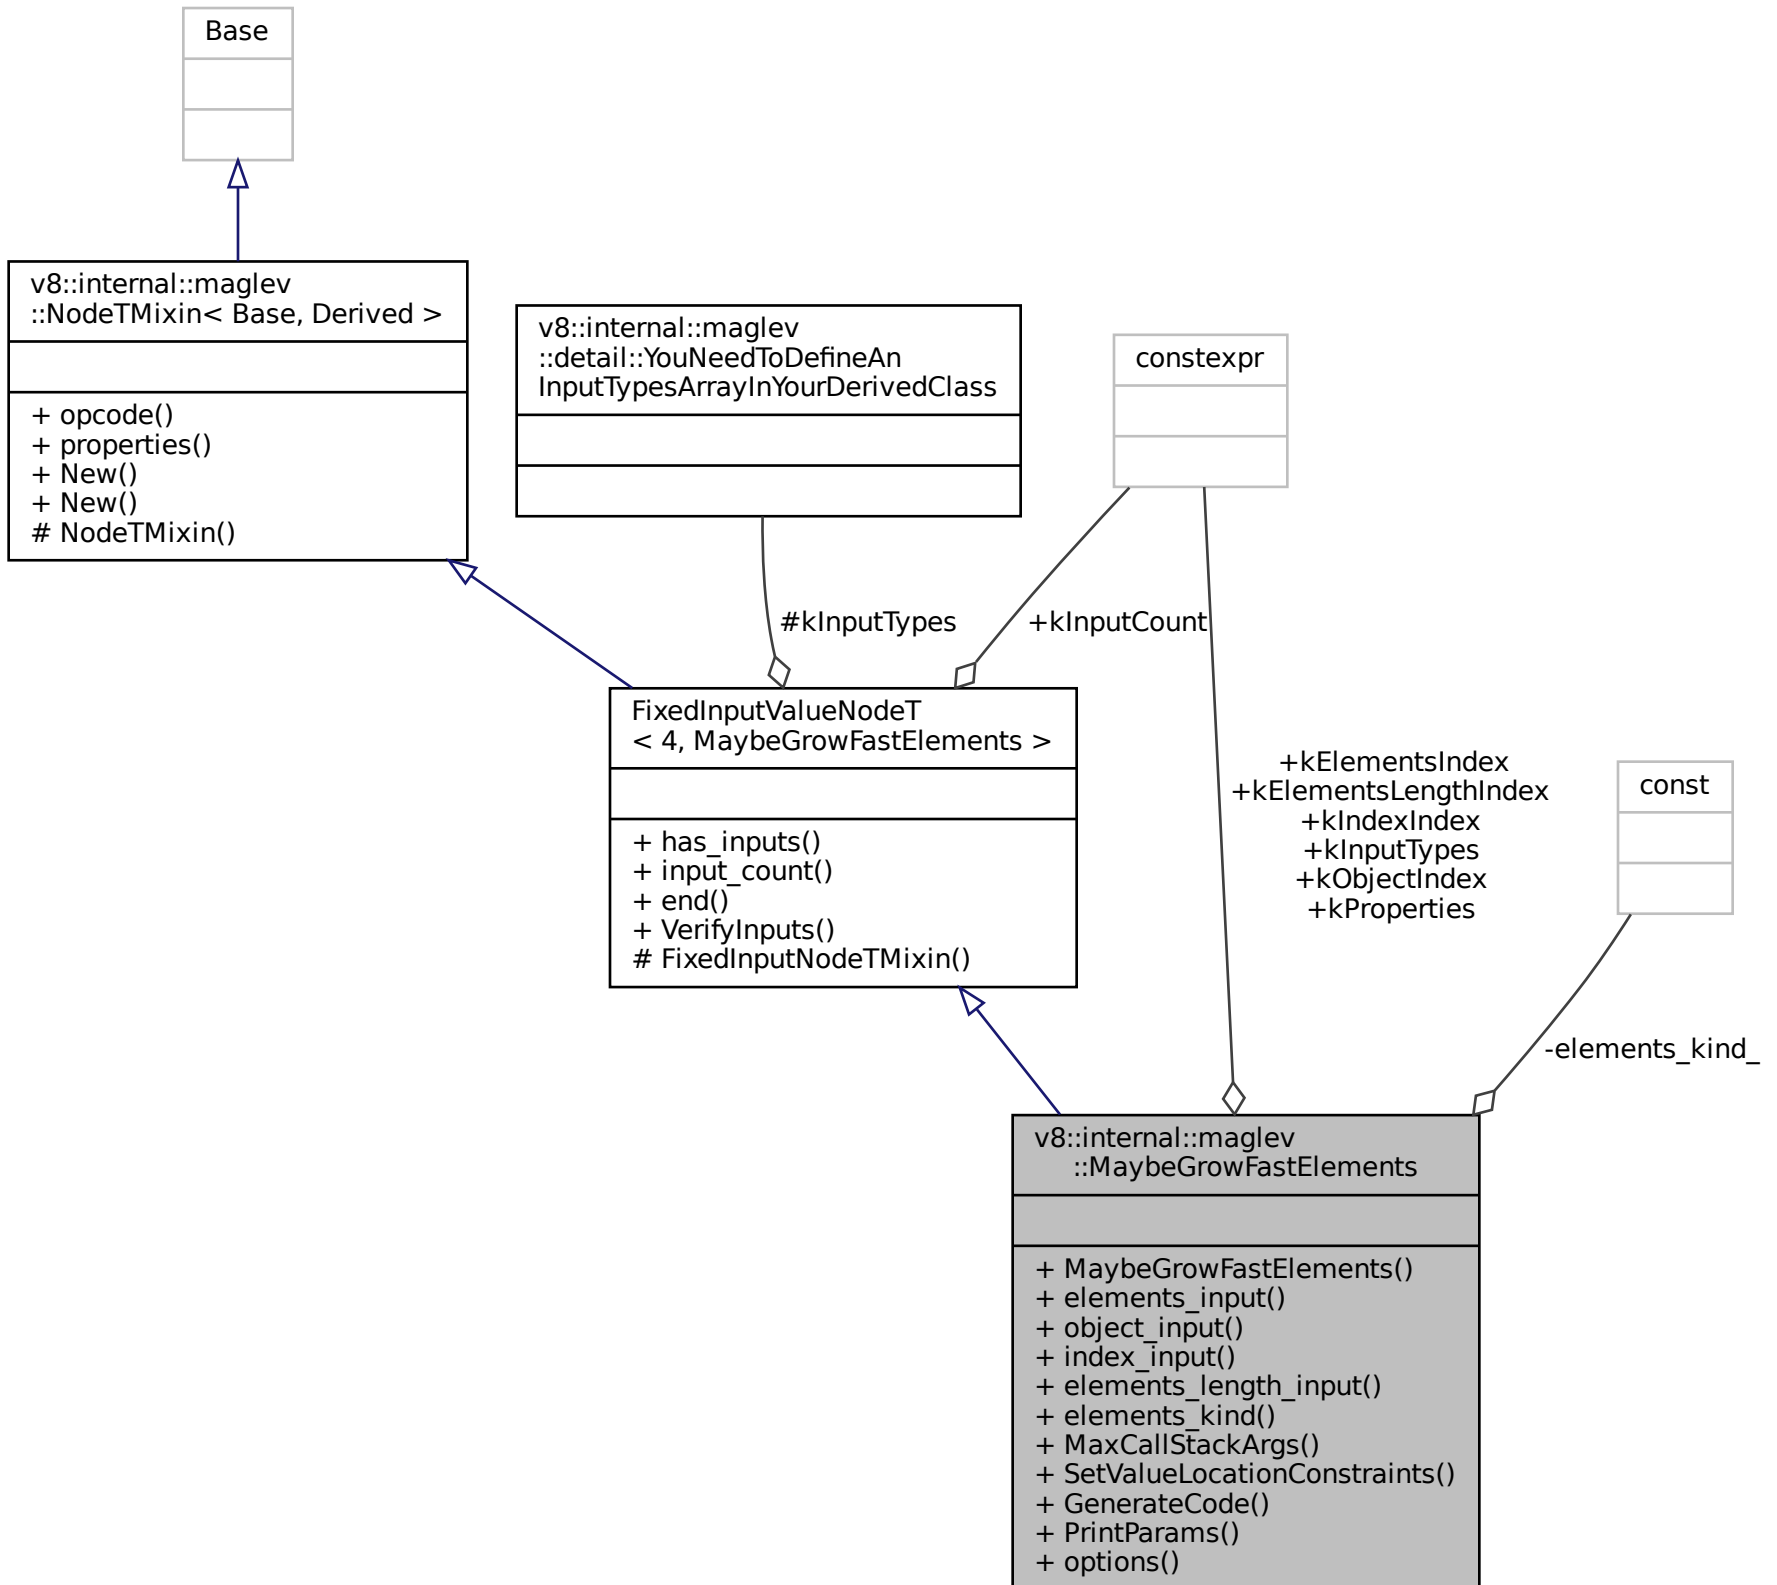 Base
v8::internal::maglev
::NodeTMixin< Base, Derived >
+ opcode()
+ properties()
+ New()
+ New()
# NodeTMixin()
v8::internal::maglev
::detail::YouNeedToDefineAn
InputTypesArrayInYourDerivedClass
constexpr
#kInputTypes
+kInputCount
FixedInputValueNodeT
< 4, MaybeGrowFastElements >
+ has_inputs()
+ input_count()
+ end()
+ VerifyInputs()
# FixedInputNodeTMixin()
+kElementsIndex
+kElementsLengthIndex
+kIndexIndex
+kInputTypes
+kObjectIndex
+kProperties
const
-elements_kind_
v8::internal::maglev
::MaybeGrowFastElements
+ MaybeGrowFastElements()
+ elements_input()
+ object_input()
+ index_input()
+ elements_length_input()
+ elements_kind()
+ MaxCallStackArgs()
+ SetValueLocationConstraints()
+ GenerateCode()
+ PrintParams()
+ options()